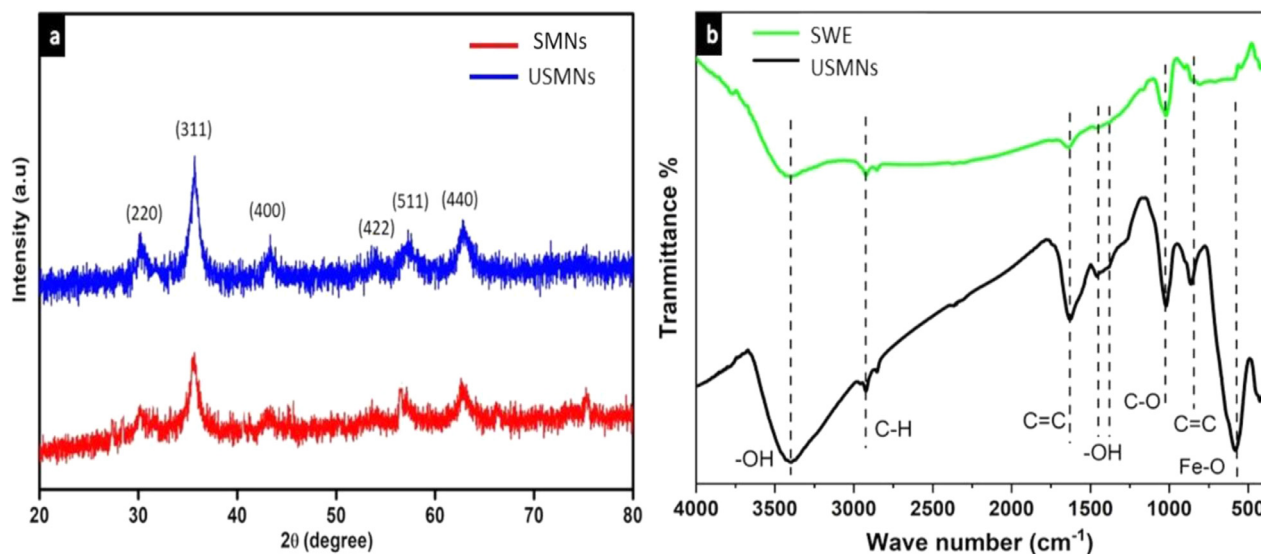 a
SMNs
USMNs
(311)
(220)
(400)
(422)
(511)
(440)
Intensity (a.u)
20 30 40 50 60 70 80
2θ (degree)
b
SWE
USMNs
Tranmittance %
-OH
C-H
C=C
-OH
C-O
C=C
Fe-O
4000 3500 3000 2500 2000 1500 1000 500
Wave number (cm⁻¹)